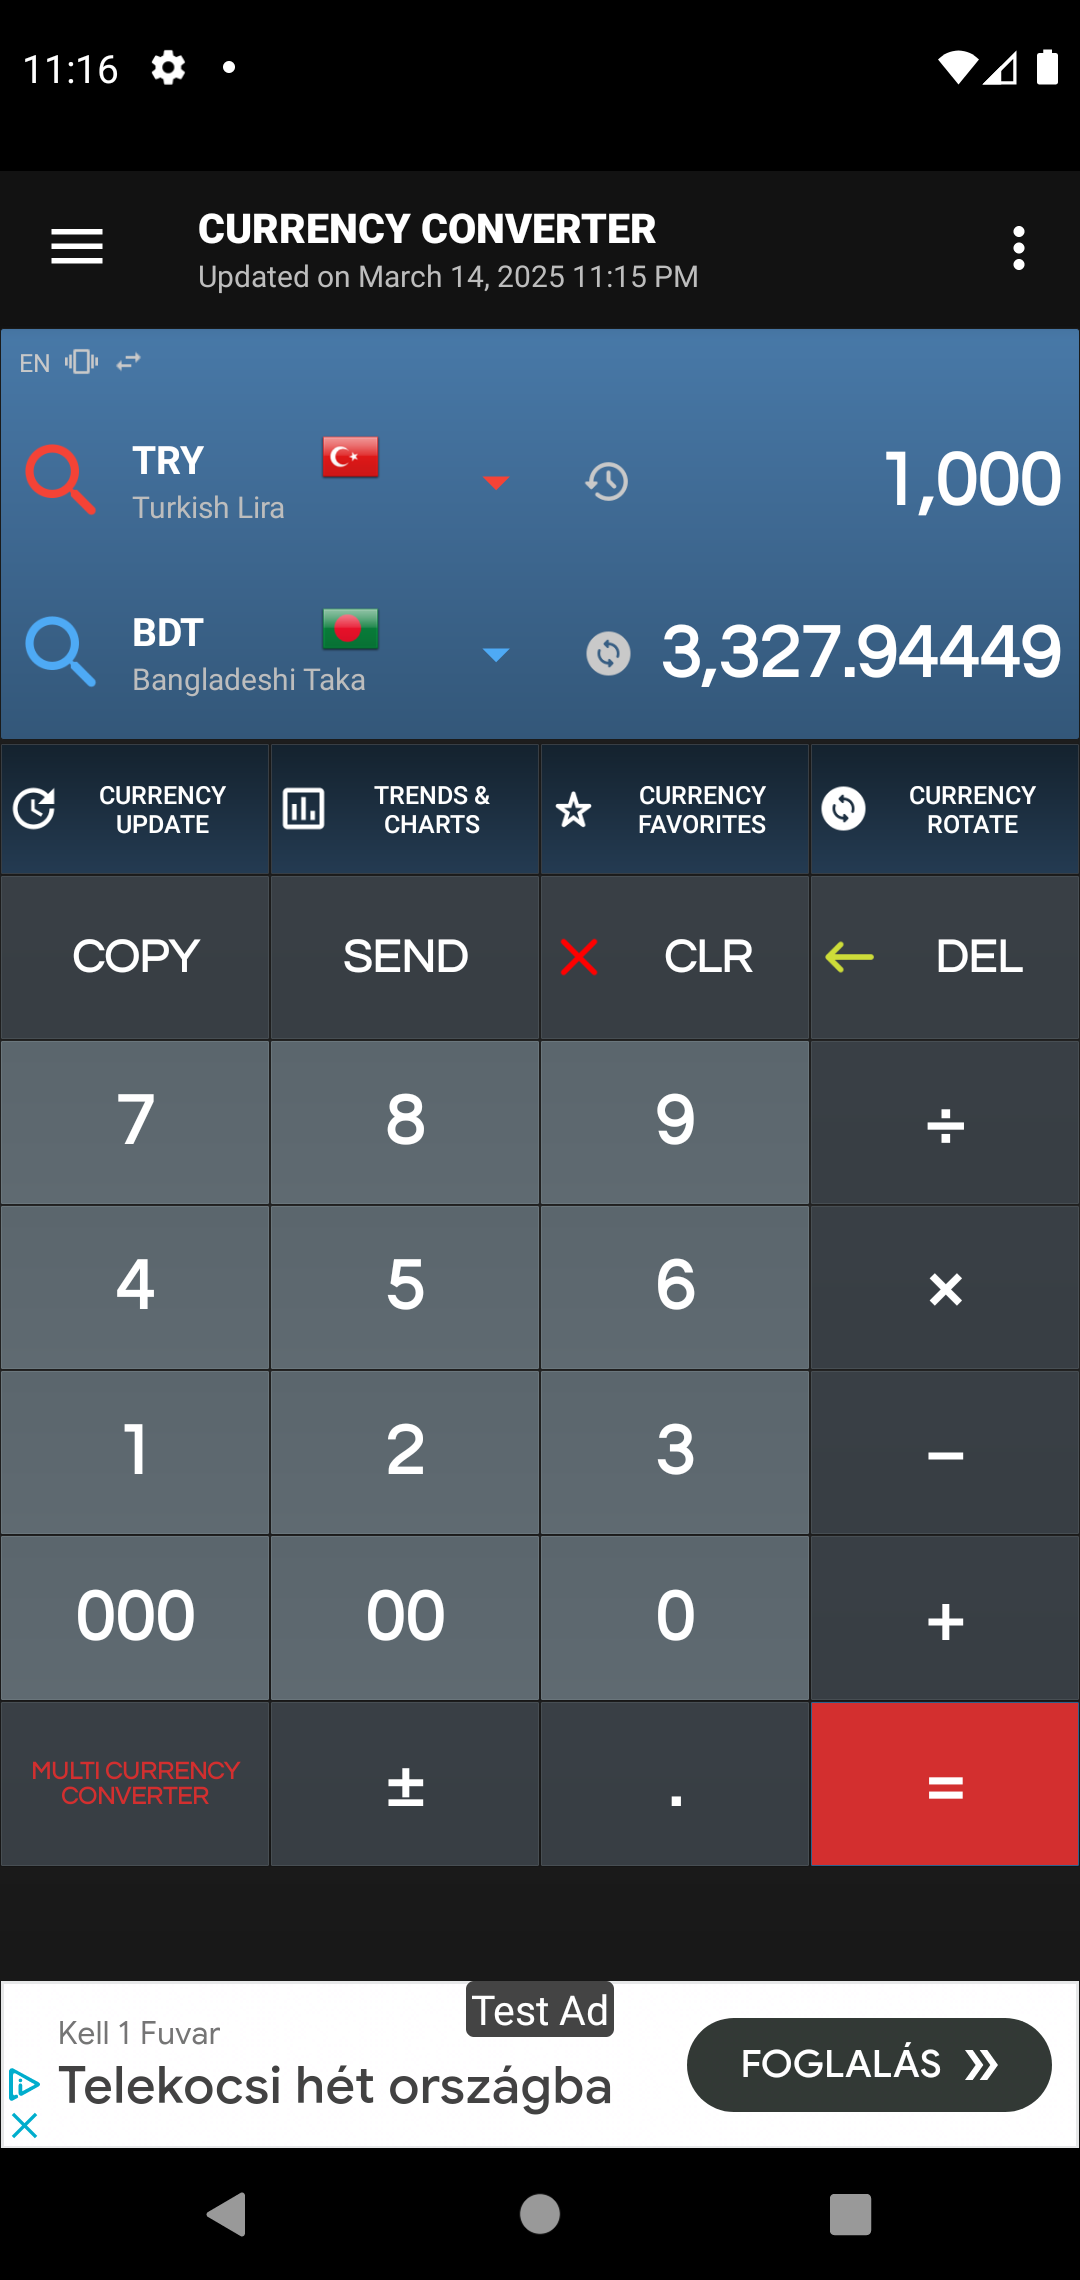 11:16
CURRENCY CONVERTER
Updated on March 14, 2025 11:15 PM
EN
TRY
Turkish Lira
1,000
BDT
Bangladeshi Taka
3,327.94449
CURRENCY
UPDATE
TRENDS &
CHARTS
CURRENCY
FAVORITES
CURRENCY
ROTATE
COPY
SEND
CLR
DEL
7
8
9
÷
4
5
6
×
1
2
3
−
000
00
0
+
MULTI CURRENCY
CONVERTER
±
.
=
Test Ad
Kell 1 Fuvar
Telekocsi hét országba
FOGLALÁS